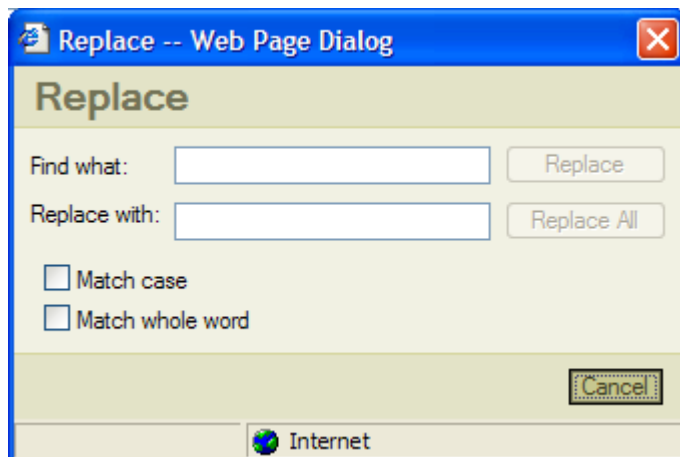 Replace -- Web Page Dialog
Replace
Find what:
Replace
Replace with:
Replace All
Match case
Match whole word
Cancel
Internet